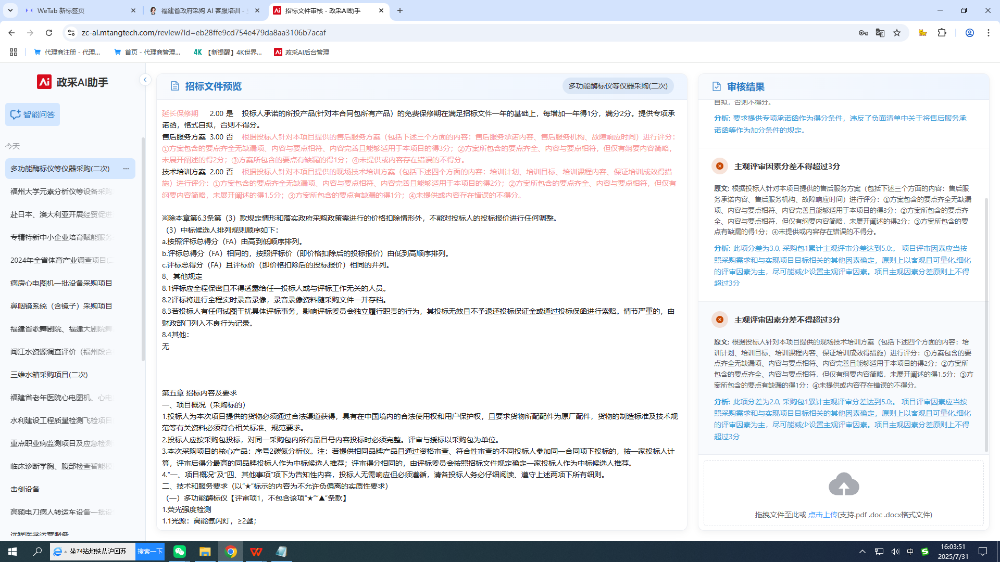 WeTab 新标签页
福建省政府采购 AI 客服培训 -
招标文件审核 - 政采AI助手
zc-ai.mtangtech.com/review?id=eb28ffe9cd754e479da8aa3106b7acaf
代理商注册 - 代理...
首页 - 代理商管理...
4K 【新提醒】4K世界...
Ai 政采AI后台管理
Ai 政采AI助手
智能问答
今天
多功能酶标仪等仪器采购(二次) ...
福州大学元素分析仪等设备采购
赴日本、澳大利亚开展经贸促进
专精特新中小企业培育赋能服务
2024年全省体育产业调查项目(二
病房心电图机一批设备采购项目
鼻咽镜系统（含镜子）采购项目
福建省歌舞剧院、福建大剧院舞
闽江水资源调查评价（福州段含
三维水箱采购项目(二次)
福建省老年医院心电图机、心电
水利建设工程质量检测飞检项目
重点职业病监测项目及应急检测
临床诊断学胸、腹部检查智能模
击剑设备
高频电刀病人转运车设备一批设
远程医学运营服务
招标文件预览
多功能酶标仪等仪器采购(二次)
延长保修期 2.00 是 投标人承诺的所投产品(针对本合同包所有产品）的免费保修期在满足招标文件一年的基础上，每增加一年得1分，满分2分。提供专项承
诺函，格式自拟，否则不得分。
售后服务方案 3.00 否 根据投标人针对本项目提供的售后服务方案（包括下述三个方面的内容：售后服务承诺内容、售后服务机构、故障响应时间）进行评分：
①方案包含的要点齐全无缺漏项、内容与要点相符、内容完善且能够适用于本项目的得3分；②方案所包含的要点齐全、内容与要点相符，但仅有纲要内容简略，
未展开阐述的得2分；③方案所包含的要点有缺漏的得1分；④未提供或内容存在错误的不得分。
技术培训方案 2.00 否 根据投标人针对本项目提供的现场技术培训方案（包括下述四个方面的内容：培训计划、培训目标、培训课程内容、保证培训成效得措
施）进行评分：①方案包含的要点齐全无缺漏项、内容与要点相符、内容完善且能够适用于本项目的得2分；②方案所包含的要点齐全、内容与要点相符，但仅有
纲要内容简略，未展开阐述的得1.5分；③方案所包含的要点有缺漏的得1分；④未提供或内容存在错误的不得分。
※除本章第6.3条第（3）款规定情形和落实政府采购政策需进行的价格扣除情形外，不能对投标人的投标报价进行任何调整。
（3）中标候选人排列规则顺序如下：
a.按照评标总得分（FA）由高到低顺序排列。
b.评标总得分（FA）相同的，按照评标价（即价格扣除后的投标报价）由低到高顺序排列。
c.评标总得分（FA）且评标价（即价格扣除后的投标报价）相同的并列。
8、其他规定
8.1评标应全程保密且不得透露给任一投标人或与评标工作无关的人员。
8.2评标将进行全程实时录音录像，录音录像资料随采购文件一并存档。
8.3若投标人有任何试图干扰具体评标事务，影响评标委员会独立履行职责的行为，其投标无效且不予退还投标保证金或通过投标保函进行索赔。情节严重的，由
财政部门列入不良行为记录。
8.4其他：
无
第五章 招标内容及要求
一、项目概况（采购标的）
1.投标人为本次项目提供的货物必须通过合法渠道获得，具有在中国境内的合法使用权和用户保护权，且要求货物所配配件为原厂配件，货物的制造标准及技术规
范等有关资料必须符合相关标准、规范要求。
2.投标人应按采购包投标，对同一采购包内所有品目号内容投标时必须完整。评审与授标以采购包为单位。
3.本次采购项目的核心产品：序号2碳氮分析仪。注：若提供相同品牌产品且通过资格审查、符合性审查的不同投标人参加同一合同项下投标的，按一家投标人计
算，评审后得分最高的同品牌投标人作为中标候选人推荐；评审得分相同的，由评标委员会按照招标文件规定确定一家投标人作为中标候选人推荐。
4.“一、项目概况”及“四、其他事项”项下为告知性内容，投标人无需响应但必须遵循，请各投标人务必仔细阅读、遵守上述两项下所有细则。
二、技术和服务要求（以“★”标示的内容为不允许负偏离的实质性要求）
（一）多功能酶标仪【评审项1，不包含该项“★”“▲”条款】
1.荧光强度检测
1.1光源：高能氙闪灯，≥2盏；
审核结果
自拟，否则不得分。
分析: 要求提供专项承诺函作为得分条件，违反了负面清单中关于将售后服务承
诺函等作为加分条件的规定。
主观评审因素分差不得超过3分
原文: 根据投标人针对本项目提供的售后服务方案（包括下述三个方面的内容：售后服
务承诺内容、售后服务机构、故障响应时间）进行评分：①方案包含的要点齐全无缺漏
项、内容与要点相符、内容完善且能够适用于本项目的得3分；②方案所包含的要点齐
全、内容与要点相符，但仅有纲要内容简略，未展开阐述的得2分；③方案所包含的要
点有缺漏的得1分；④未提供或内容存在错误的不得分。
分析: 此项分差为3.0, 采购包1累计主观评审分差达到5.0;。 项目评审因素应当按
照采购需求和与实现项目目标相关的其他因素确定，原则上以客观且可量化,细化
的评审因素为主，尽可能减少设置主观评审因素。项目主观因素分差原则上不得
超过3分
主观评审因素分差不得超过3分
原文: 根据投标人针对本项目提供的现场技术培训方案（包括下述四个方面的内容：培
训计划、培训目标、培训课程内容、保证培训成效得措施）进行评分：①方案包含的要
点齐全无缺漏项、内容与要点相符、内容完善且能够适用于本项目的得2分；②方案所
包含的要点齐全、内容与要点相符，但仅有纲要内容简略，未展开阐述的得1.5分；③方
案所包含的要点有缺漏的得1分；④未提供或内容存在错误的不得分。
分析: 此项分差为2.0, 采购包1累计主观评审分差达到5.0;。 项目评审因素应当按
照采购需求和与实现项目目标相关的其他因素确定，原则上以客观且可量化,细化
的评审因素为主，尽可能减少设置主观评审因素。项目主观因素分差原则上不得
超过3分
拖拽文件至此或 点击上传(支持.pdf .doc .docx格式文件)
坐74站地铁从沪回苏 搜索一下
中
16:03:51
2025/7/31